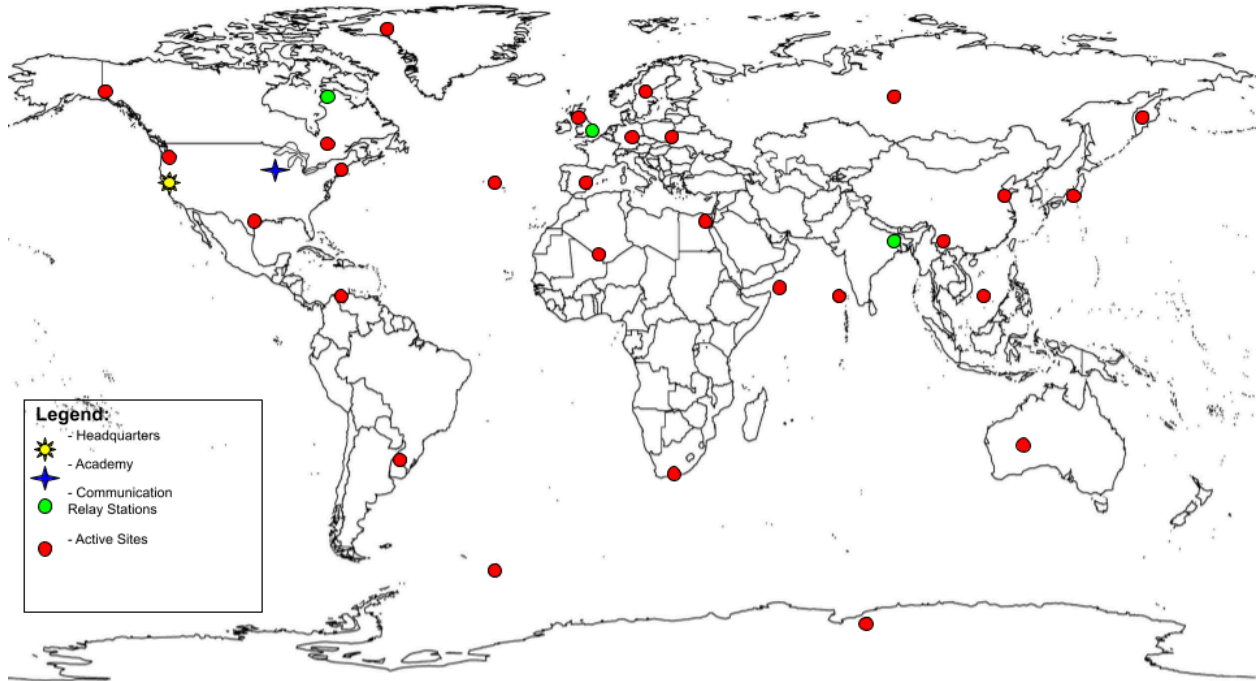 Legend:
- Headquarters
- Academy
- Communication
Relay Stations
- Active Sites